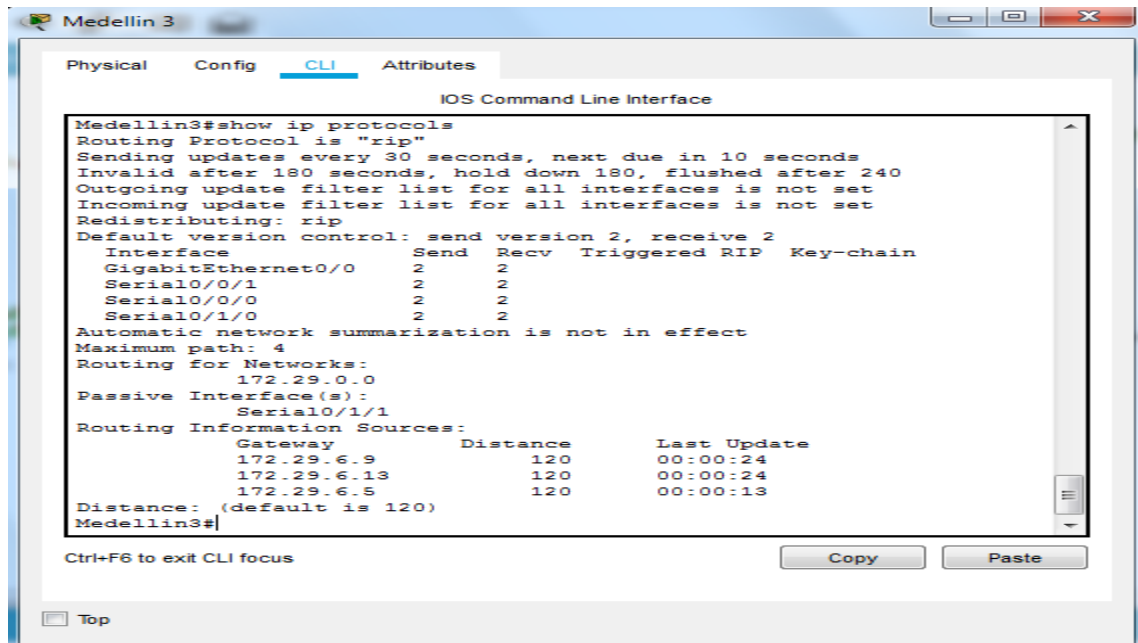 Medellin 3
Physical Config CLI Attributes
IOS Command Line Interface
Medellin3#show ip protocols
Routing Protocol is "rip"
Sending updates every 30 seconds, next due in 10 seconds
Invalid after 180 seconds, hold down 180, flushed after 240
Outgoing update filter list for all interfaces is not set
Incoming update filter list for all interfaces is not set
Redistributing: rip
Default version control: send version 2, receive 2
Interface Send Recv Triggered RIP Key-chain
GigabitEthernet0/0 2 2
Serial0/0/1 2 2
Serial0/0/0 2 2
Serial0/1/0 2 2
Automatic network summarization is not in effect
Maximum path: 4
Routing for Networks:
172.29.0.0
Passive Interface(s):
Serial0/1/1
Routing Information Sources:
Gateway Distance Last Update
172.29.6.9 120 00:00:24
172.29.6.13 120 00:00:24
172.29.6.5 120 00:00:13
Distance: (default is 120)
Medellin3#
Ctrl+F6 to exit CLI focus Copy Paste
Top